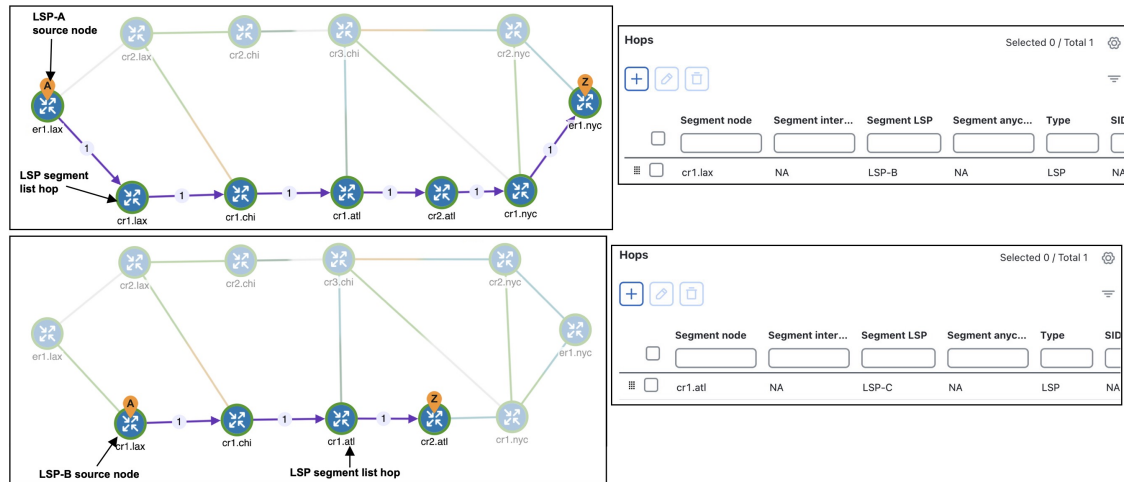 LSP-A
source node
cr2.lax
cr2.chi
cr3.chi
cr2.nyc
A
Z
er1.lax
er1.nyc
1
1
LSP segment
list hop
1
1
1
1
cr1.lax
cr1.chi
cr1.atl
cr2.atl
cr1.nyc
Hops
Selected 0 / Total 1
Segment node
Segment inter...
Segment LSP
Segment anyc...
Type
SID
cr1.lax
NA
LSP-B
NA
LSP
NA
cr2.lax
cr2.chi
cr3.chi
cr2.nyc
er1.lax
er1.nyc
A
Z
1
1
1
cr1.lax
cr1.chi
cr1.atl
cr2.atl
cr1.nyc
LSP-B source node
LSP segment list hop
Hops
Selected 0 / Total 1
Segment node
Segment inter...
Segment LSP
Segment anyc...
Type
SID
cr1.atl
NA
LSP-C
NA
LSP
NA